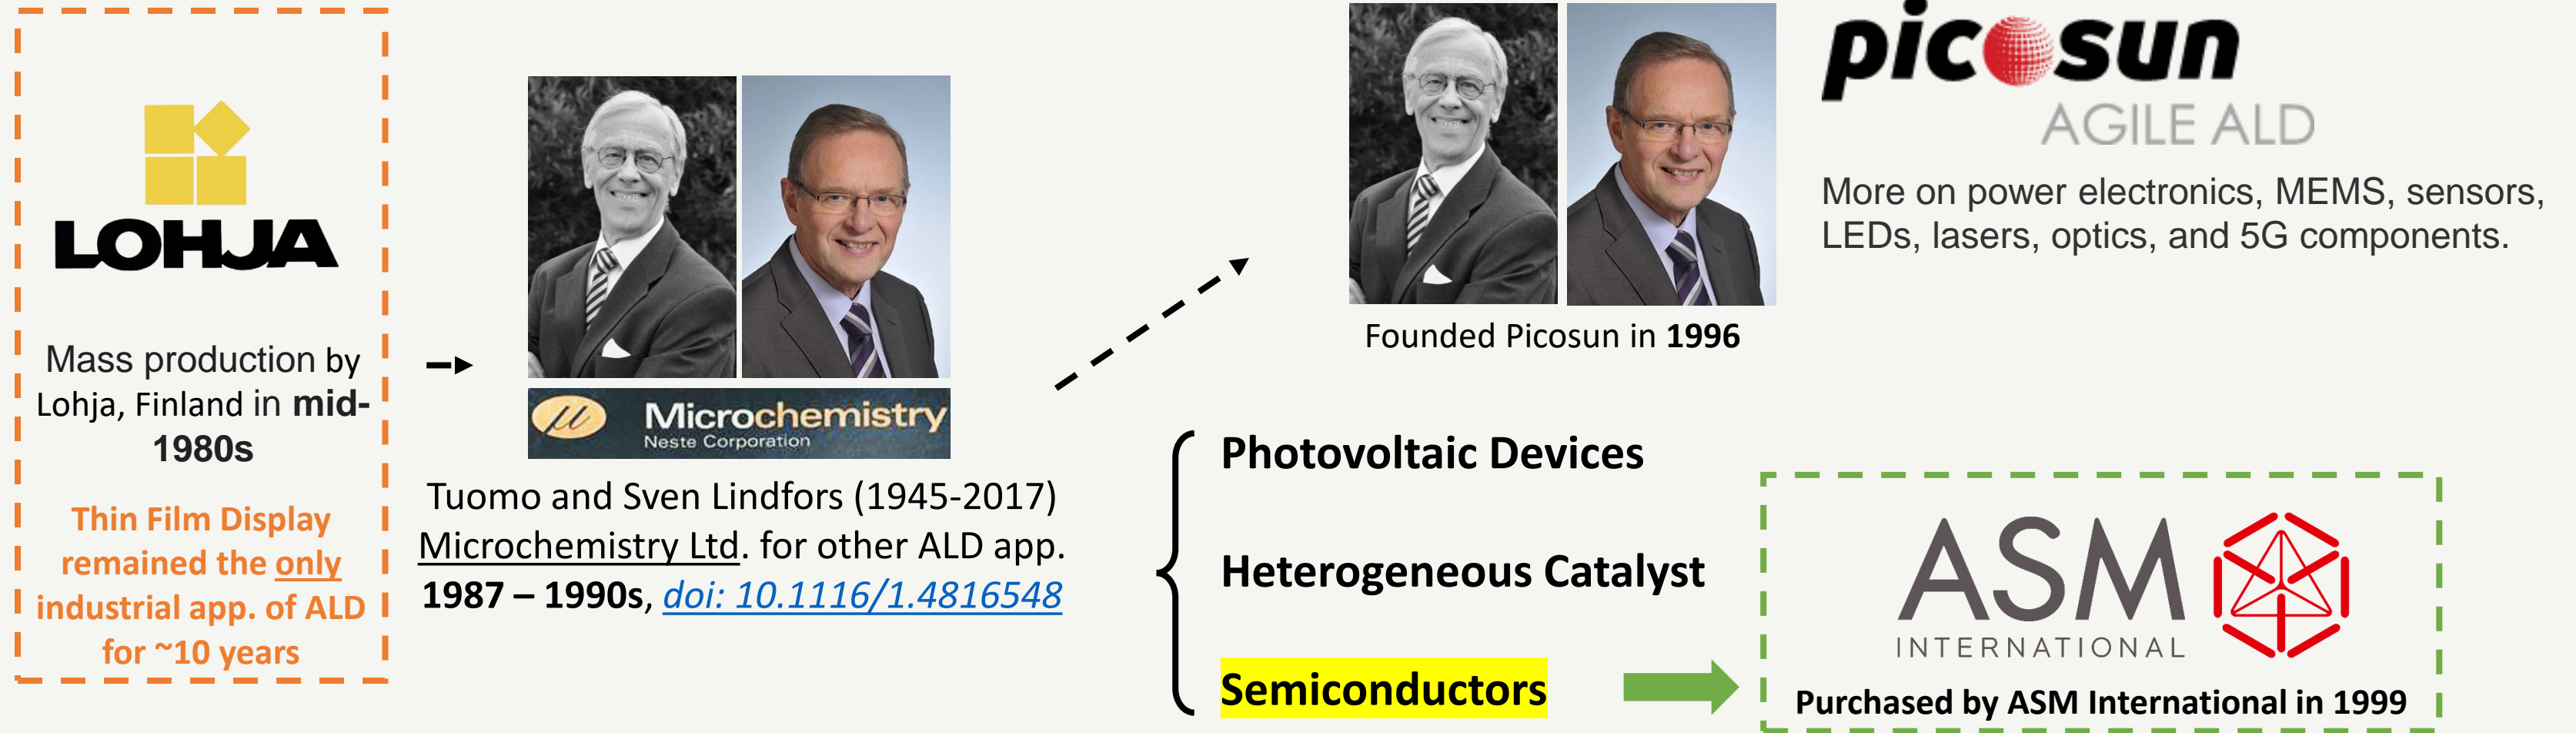 LOHJA
Mass production by
Lohja, Finland in mid-
1980s
Thin Film Display
remained the only
industrial app. of ALD
for ~10 years
µ Microchemistry
Neste Corporation
Tuomo and Sven Lindfors (1945-2017)
Microchemistry Ltd. for other ALD app.
1987 – 1990s, doi: 10.1116/1.4816548
Founded Picosun in 1996
picosun
AGILE ALD
More on power electronics, MEMS, sensors,
LEDs, lasers, optics, and 5G components.
Photovoltaic Devices
Heterogeneous Catalyst
Semiconductors
ASM
INTERNATIONAL
Purchased by ASM International in 1999